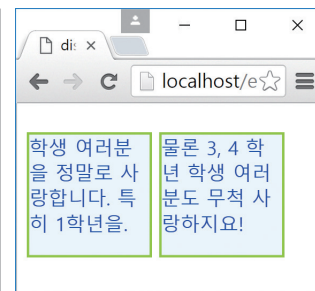 di:
localhost/e
학생 여러분
을 정말로 사
랑합니다. 특
히 1학년을.
물론 3, 4 학
년 학생 여러
분도 무척 사
랑하지요!